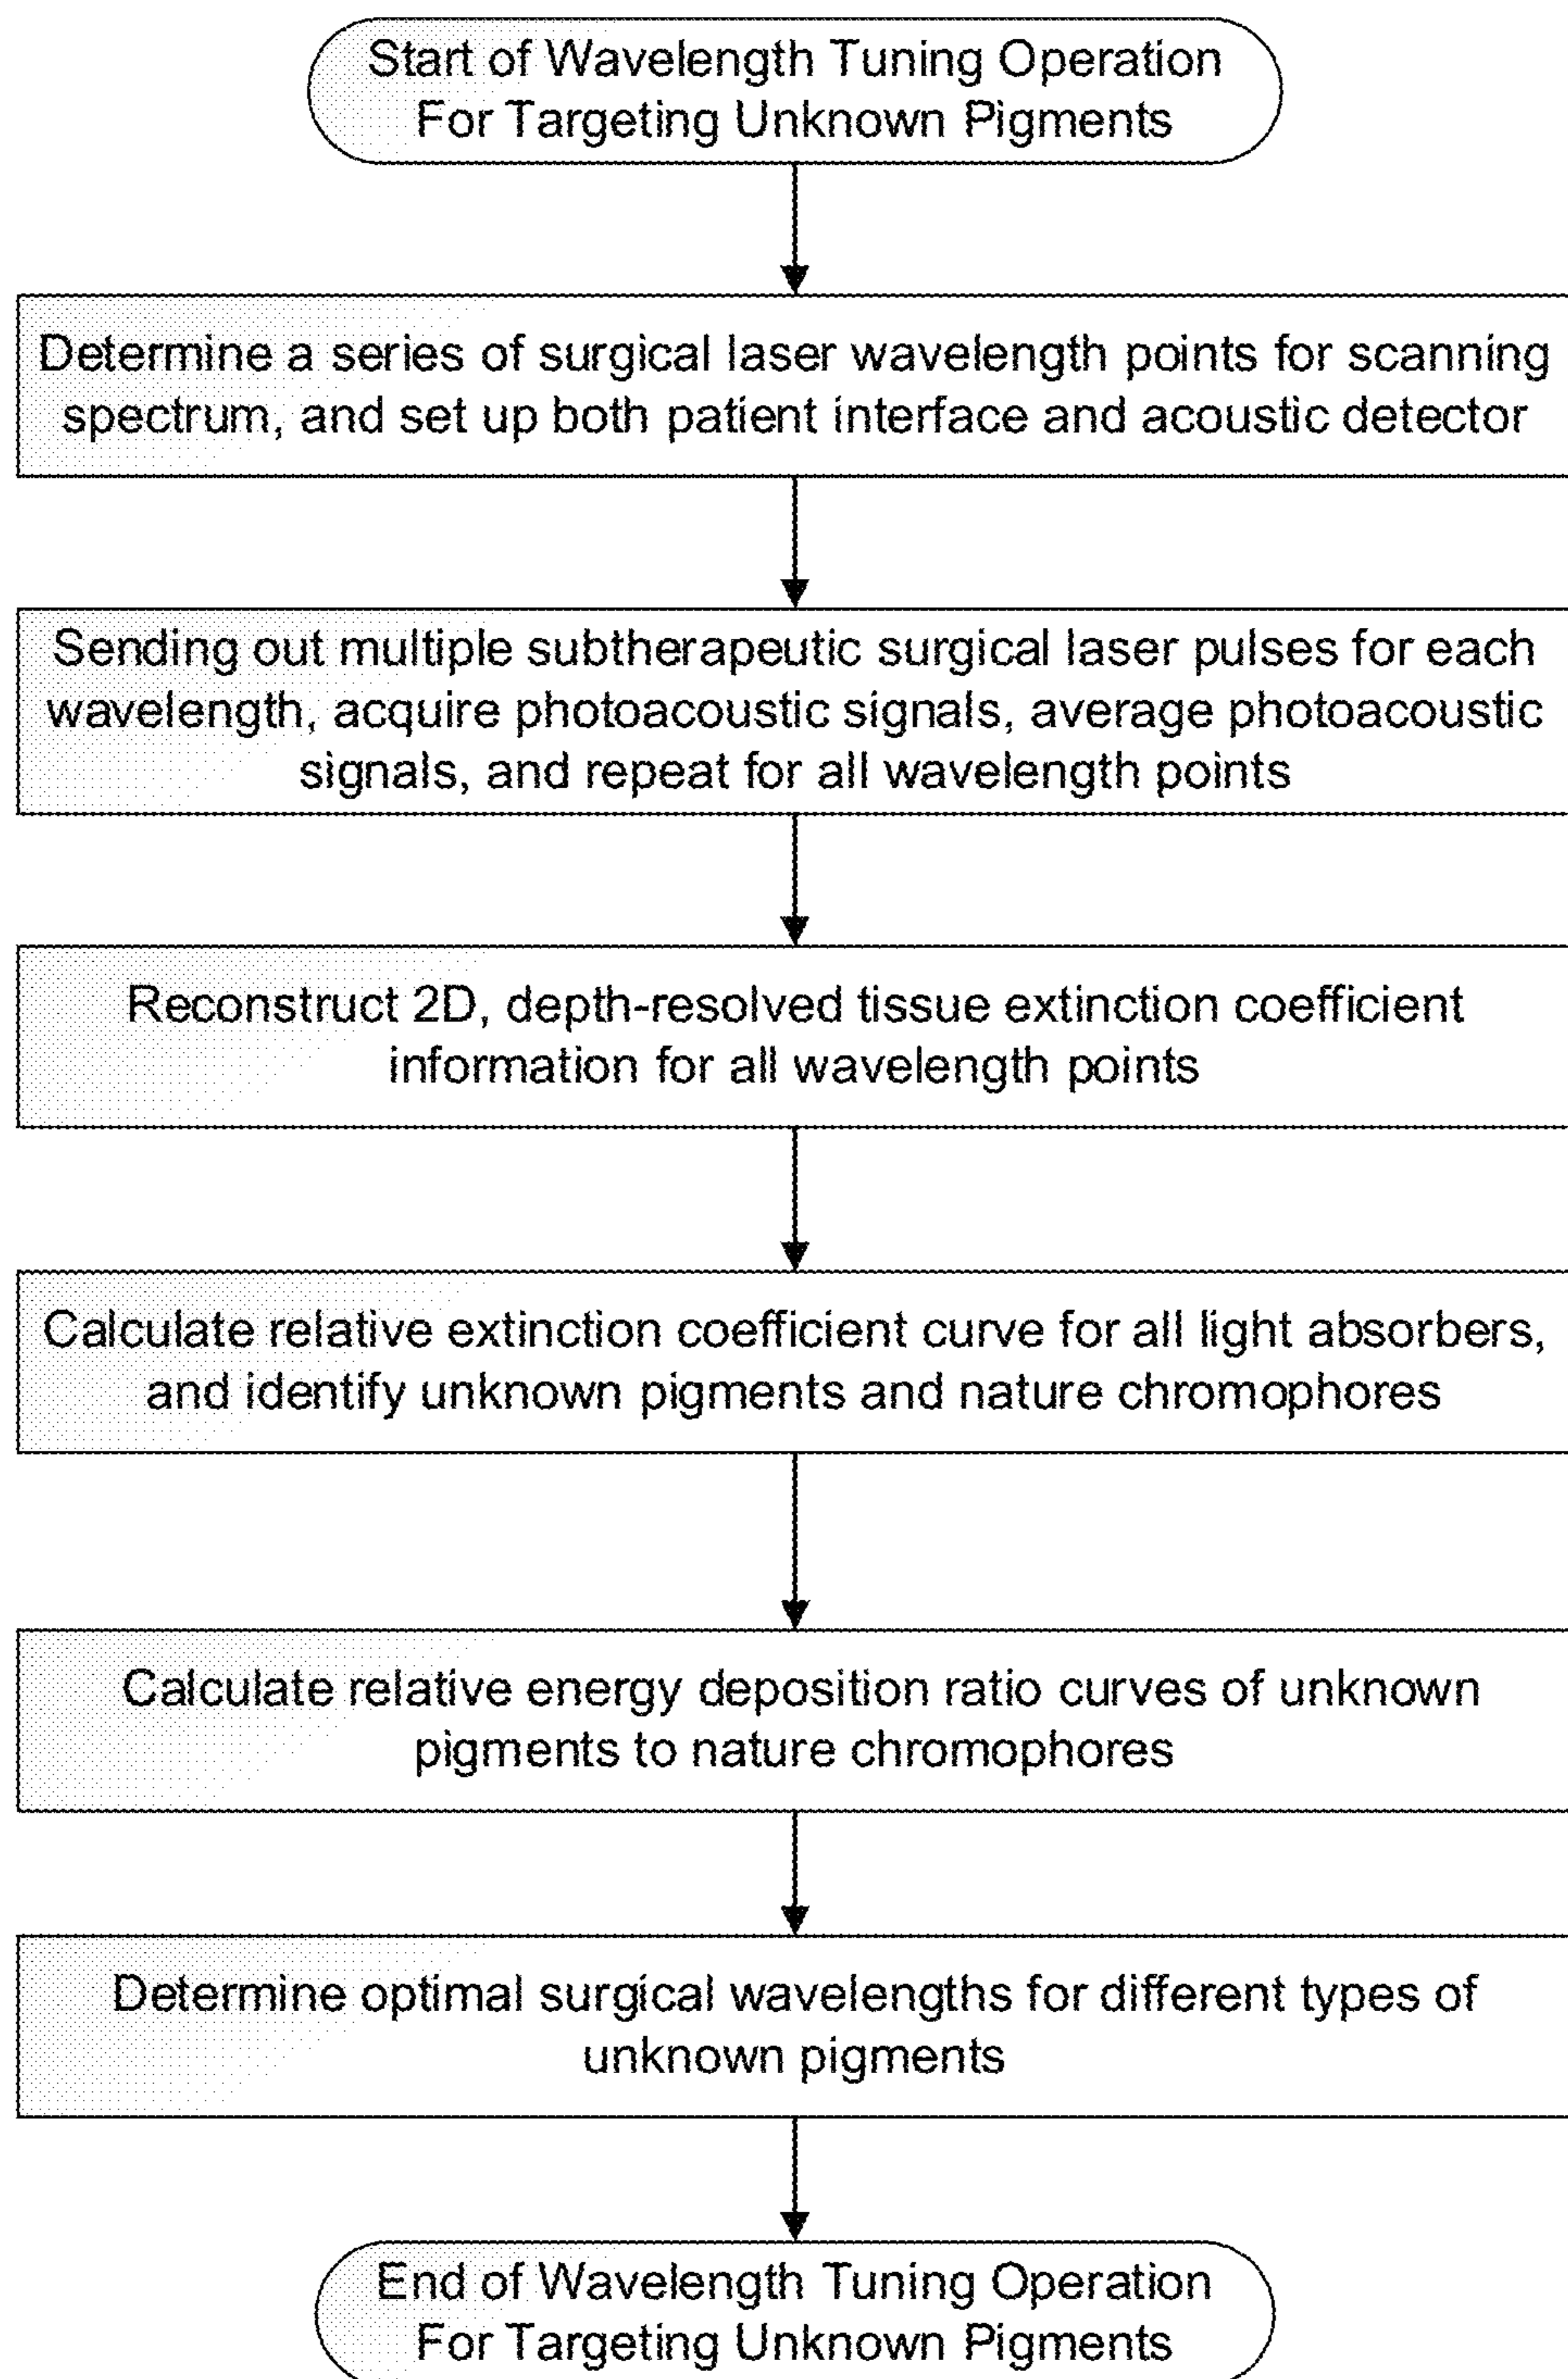 Start of Wavelength Tuning Operation
For Targeting Unknown Pigments
Determine a series of surgical laser wavelength points for scanning
spectrum, and set up both patient interface and acoustic detector
Sending out multiple subtherapeutic surgical laser pulses for each
wavelength, acquire photoacoustic signals, average photoacoustic
signals, and repeat for all wavelength points
Reconstruct 2D, depth-resolved tissue extinction coefficient
information for all wavelength points
Calculate relative extinction coefficient curve for all light absorbers,
and identify unknown pigments and nature chromophores
Calculate relative energy deposition ratio curves of unknown
pigments to nature chromophores
Determine optimal surgical wavelengths for different types of
unknown pigments
End of Wavelength Tuning Operation
For Targeting Unknown Pigments